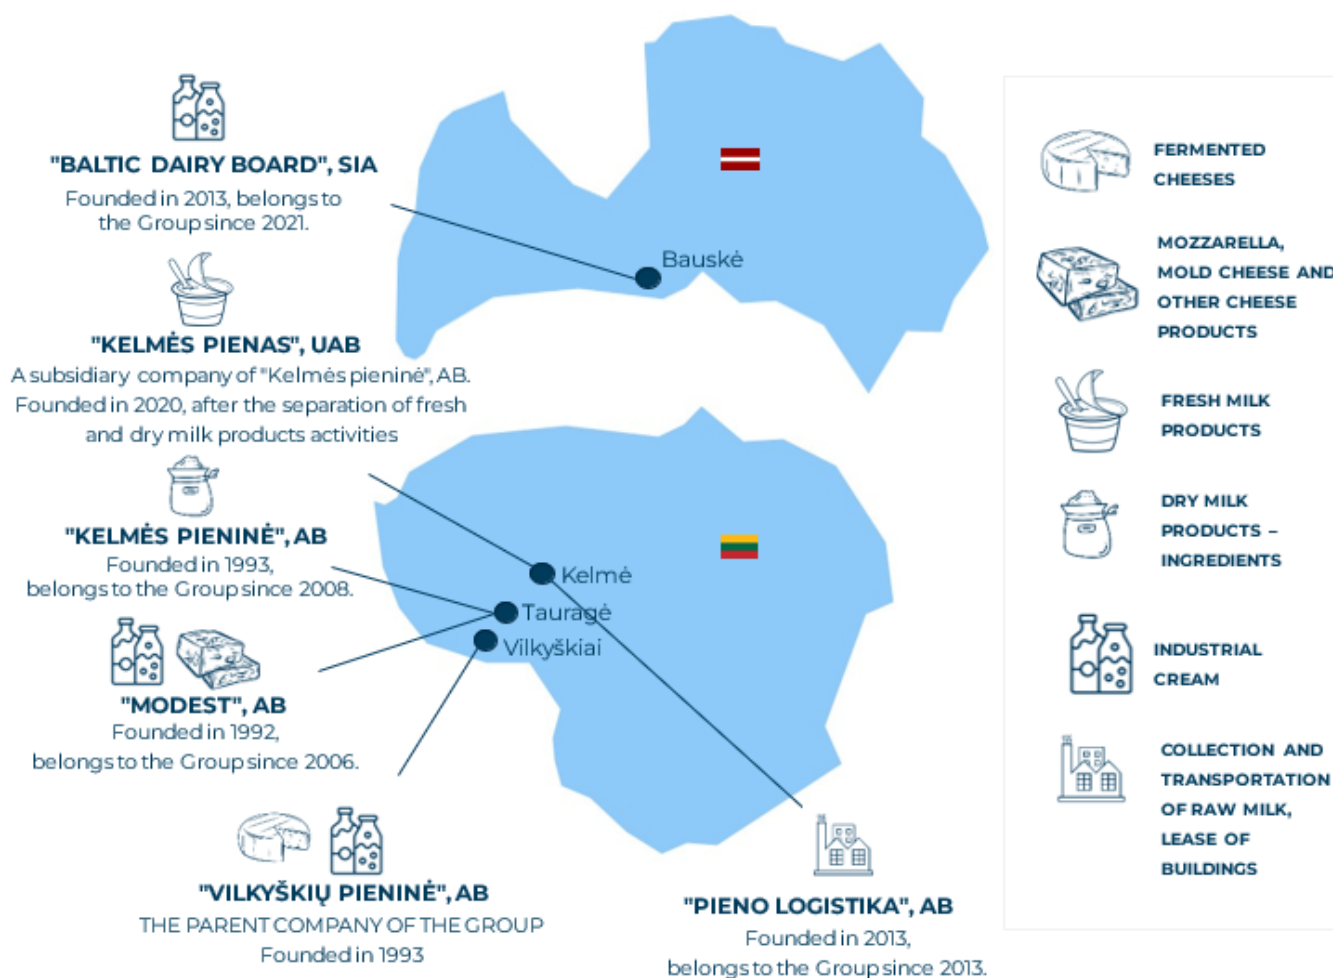 "BALTIC DAIRY BOARD", SIA
Founded in 2013, belongs to
the Group since 2021.
"KELMĖS PIENAS", UAB
A subsidiary company of "Kelmės pieninė", AB.
Founded in 2020, after the separation of fresh
and dry milk products activities
"KELMĖS PIENINĖ", AB
Founded in 1993,
belongs to the Group since 2008.
"MODEST", AB
Founded in 1992,
belongs to the Group since 2006.
"VILKYŠKIŲ PIENINĖ", AB
THE PARENT COMPANY OF THE GROUP
Founded in 1993
"PIENO LOGISTIKA", AB
Founded in 2013,
belongs to the Group since 2013.
Bauskė
Kelmė
Tauragė
Vilkyškiai
FERMENTED
CHEESES
MOZZARELLA,
MOLD CHEESE AND
OTHER CHEESE
PRODUCTS
FRESH MILK
PRODUCTS
DRY MILK
PRODUCTS –
INGREDIENTS
INDUSTRIAL
CREAM
COLLECTION AND
TRANSPORTATION
OF RAW MILK,
LEASE OF
BUILDINGS